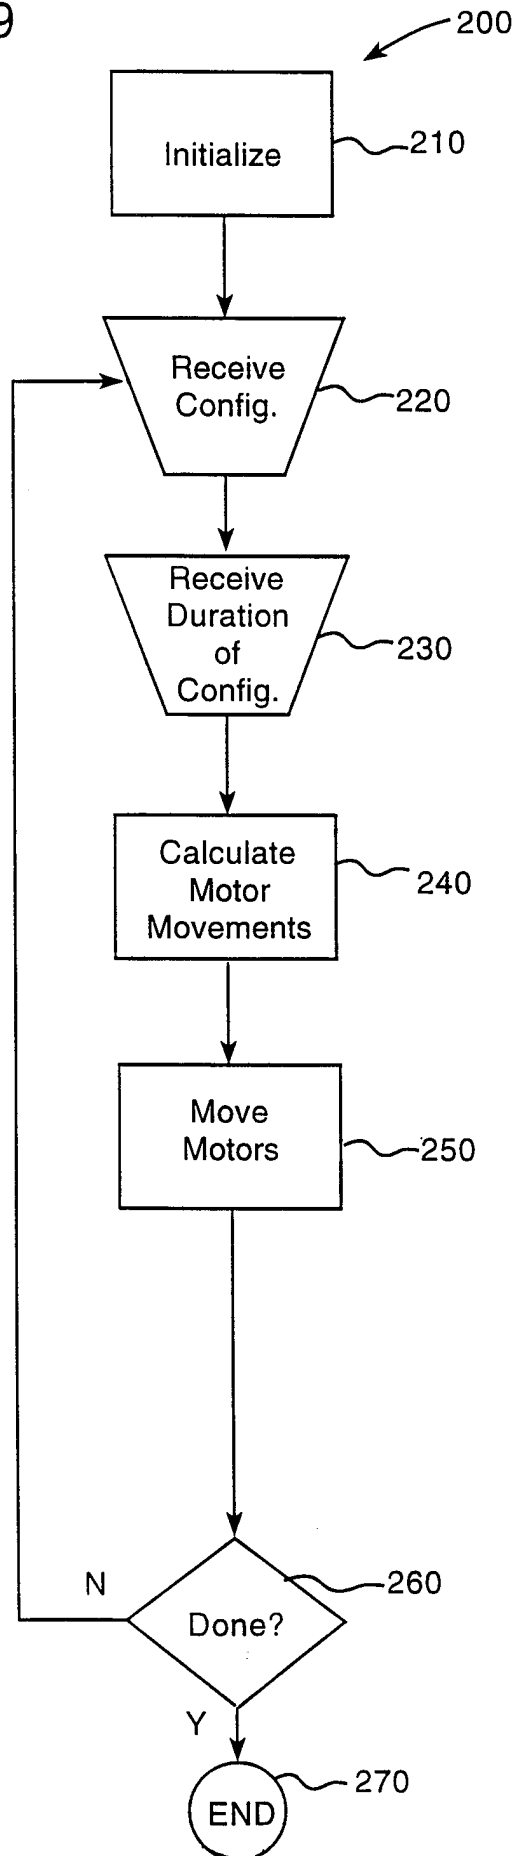 9
200
Initialize
210
Receive
Config.
220
Receive
Duration
of
Config.
230
Calculate
Motor
Movements
240
Move
Motors
250
N
260
Done?
Y
270
END